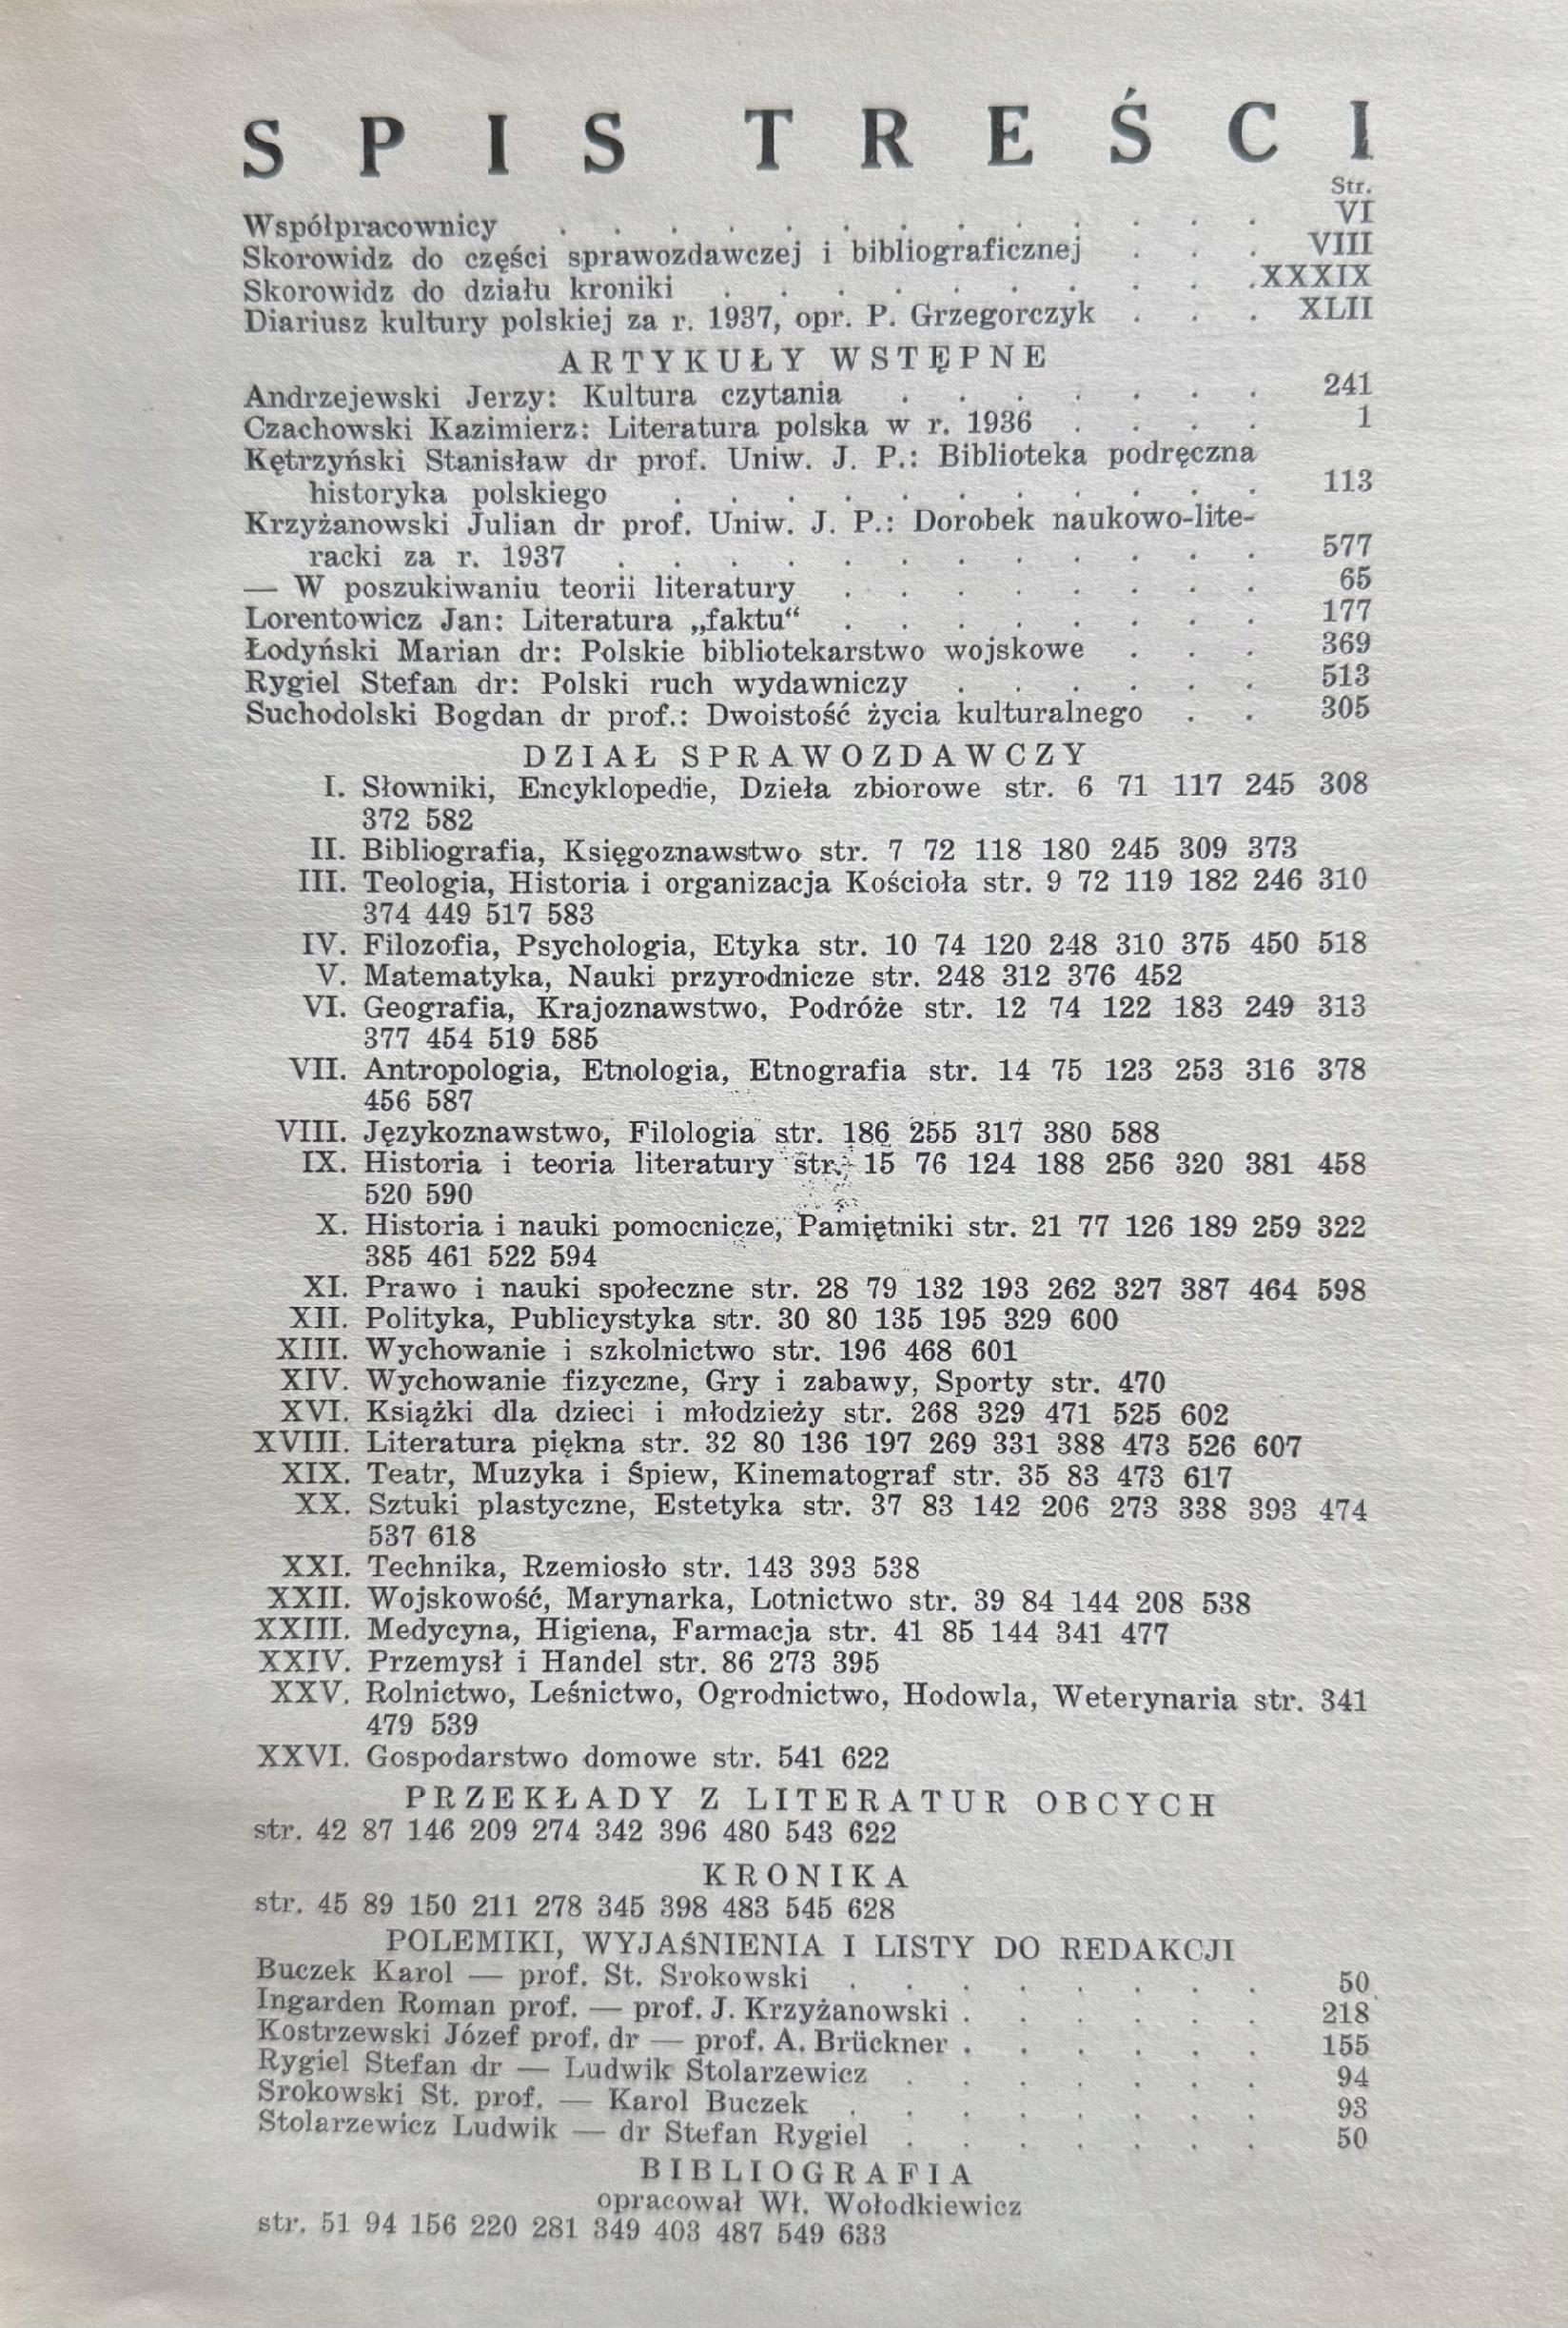 SPIS TREŚCI
Str.
Współpracownicy . . . . . . . . . . . . . VI
Skorowidz do części sprawozdawczej i bibliograficznej . . . VIII
Skorowidz do działu kroniki . . . . . . . . . . XXXIX
Diariusz kultury polskiej za r. 1937, opr. P. Grzegorczyk . . . XLII
ARTYKUŁY WSTĘPNE
Andrzejewski Jerzy: Kultura czytania . . . . . . . 241
Czachowski Kazimierz: Literatura polska w r. 1936 . . . . 1
Kętrzyński Stanisław dr prof. Uniw. J. P.: Biblioteka podręczna
historyka polskiego . . . . . . . . . . . 113
Krzyżanowski Julian dr prof. Uniw. J. P.: Dorobek naukowo-lite-
racki za r. 1937 . . . . . . . . . . . . 577
— W poszukiwaniu teorii literatury . . . . . . . . 65
Lorentowicz Jan: Literatura „faktu“ . . . . . . . . 177
Łodyński Marian dr: Polskie bibliotekarstwo wojskowe . . . 369
Rygiel Stefan dr: Polski ruch wydawniczy . . . . . . 513
Suchodolski Bogdan dr prof.: Dwoistość życia kulturalnego . . 305
DZIAŁ SPRAWOZDAWCZY
I. Słowniki, Encyklopedie, Dzieła zbiorowe str. 6 71 117 245 308
372 582
II. Bibliografia, Księgoznawstwo str. 7 72 118 180 245 309 373
III. Teologia, Historia i organizacja Kościoła str. 9 72 119 182 246 310
374 449 517 583
IV. Filozofia, Psychologia, Etyka str. 10 74 120 248 310 375 450 518
V. Matematyka, Nauki przyrodnicze str. 248 312 376 452
VI. Geografia, Krajoznawstwo, Podróże str. 12 74 122 183 249 313
377 454 519 585
VII. Antropologia, Etnologia, Etnografia str. 14 75 123 253 316 378
456 587
VIII. Językoznawstwo, Filologia str. 186 255 317 380 588
IX. Historia i teoria literatury str. 15 76 124 188 256 320 381 458
520 590
X. Historia i nauki pomocnicze, Pamiętniki str. 21 77 126 189 259 322
385 461 522 594
XI. Prawo i nauki społeczne str. 28 79 132 193 262 327 387 464 598
XII. Polityka, Publicystyka str. 30 80 135 195 329 600
XIII. Wychowanie i szkolnictwo str. 196 468 601
XIV. Wychowanie fizyczne, Gry i zabawy, Sporty str. 470
XVI. Książki dla dzieci i młodzieży str. 268 329 471 525 602
XVIII. Literatura piękna str. 32 80 136 197 269 331 388 473 526 607
XIX. Teatr, Muzyka i Śpiew, Kinematograf str. 35 83 473 617
XX. Sztuki plastyczne, Estetyka str. 37 83 142 206 273 338 393 474
537 618
XXI. Technika, Rzemiosło str. 143 393 538
XXII. Wojskowość, Marynarka, Lotnictwo str. 39 84 144 208 538
XXIII. Medycyna, Higiena, Farmacja str. 41 85 144 341 477
XXIV. Przemysł i Handel str. 86 273 395
XXV. Rolnictwo, Leśnictwo, Ogrodnictwo, Hodowla, Weterynaria str. 341
479 539
XXVI. Gospodarstwo domowe str. 541 622
PRZEKŁADY Z LITERATUR OBCYCH
str. 42 87 146 209 274 342 396 480 543 622
KRONIKA
str. 45 89 150 211 278 345 398 483 545 628
POLEMIKI, WYJAŚNIENIA I LISTY DO REDAKCJI
Buczek Karol — prof. St. Srokowski . . . . . . . . 50
Ingarden Roman prof. — prof. J. Krzyżanowski . . . . . . 218
Kostrzewski Józef prof. dr — prof. A. Brückner . . . . . . 155
Rygiel Stefan dr — Ludwik Stolarzewicz . . . . . . . 94
Srokowski St. prof. — Karol Buczek . . . . . . . . 93
Stolarzewicz Ludwik — dr Stefan Rygiel . . . . . . . 50
BIBLIOGRAFIA
opracował Wł. Wołodkiewicz
str. 51 94 156 220 281 349 403 487 549 633